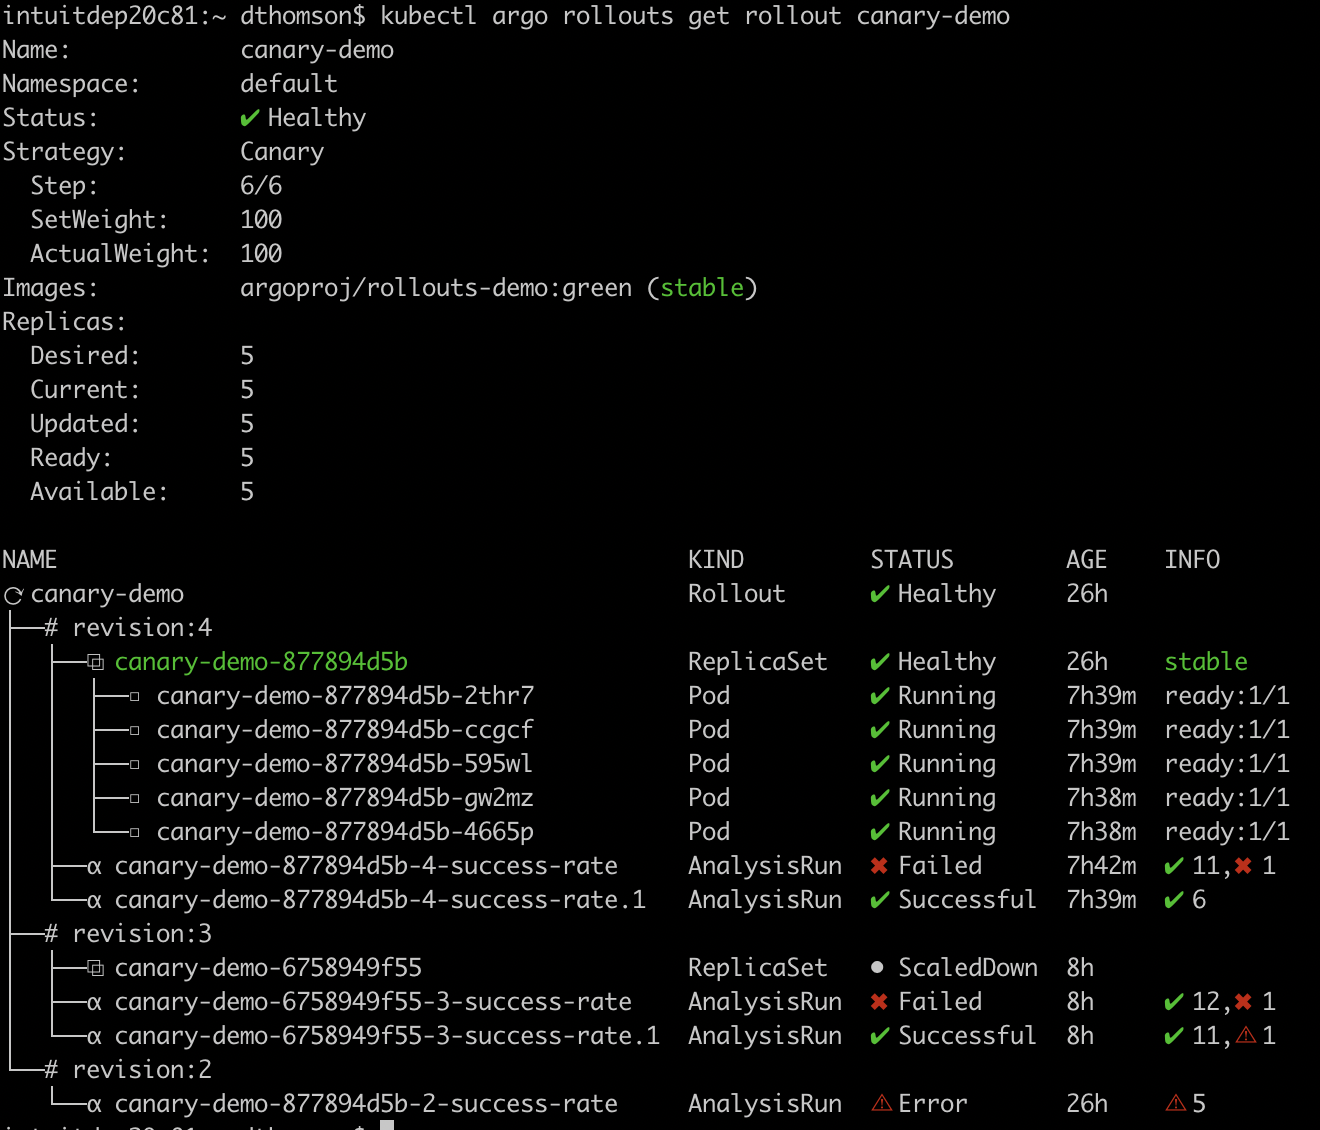 intuitdep20c81:~ dthomson$ kubectl argo rollouts get rollout canary-demo
Name:            canary-demo
Namespace:       default
Status:          ✔ Healthy
Strategy:        Canary
  Step:          6/6
  SetWeight:     100
  ActualWeight:  100
Images:          argoproj/rollouts-demo:green (stable)
Replicas:
  Desired:       5
  Current:       5
  Updated:       5
  Ready:         5
  Available:     5
NAME                                             KIND         STATUS        AGE    INFO
⟳ canary-demo                                    Rollout      ✔ Healthy     26h
├──# revision:4
│  ├──⧉ canary-demo-877894d5b                    ReplicaSet   ✔ Healthy     26h    stable
│  │  ├──□ canary-demo-877894d5b-2thr7           Pod          ✔ Running     7h39m  ready:1/1
│  │  ├──□ canary-demo-877894d5b-ccgcf           Pod          ✔ Running     7h39m  ready:1/1
│  │  ├──□ canary-demo-877894d5b-595wl           Pod          ✔ Running     7h39m  ready:1/1
│  │  ├──□ canary-demo-877894d5b-gw2mz           Pod          ✔ Running     7h38m  ready:1/1
│  │  └──□ canary-demo-877894d5b-4665p           Pod          ✔ Running     7h38m  ready:1/1
│  ├──α canary-demo-877894d5b-4-success-rate     AnalysisRun  ✖ Failed      7h42m  ✔ 11,✖ 1
│  └──α canary-demo-877894d5b-4-success-rate.1   AnalysisRun  ✔ Successful  7h39m  ✔ 6
├──# revision:3
│  ├──⧉ canary-demo-6758949f55                   ReplicaSet   • ScaledDown  8h
│  ├──α canary-demo-6758949f55-3-success-rate    AnalysisRun  ✖ Failed      8h     ✔ 12,✖ 1
│  └──α canary-demo-6758949f55-3-success-rate.1  AnalysisRun  ✔ Successful  8h     ✔ 11,⚠ 1
└──# revision:2
   └──α canary-demo-877894d5b-2-success-rate     AnalysisRun  ⚠ Error       26h    ⚠ 5